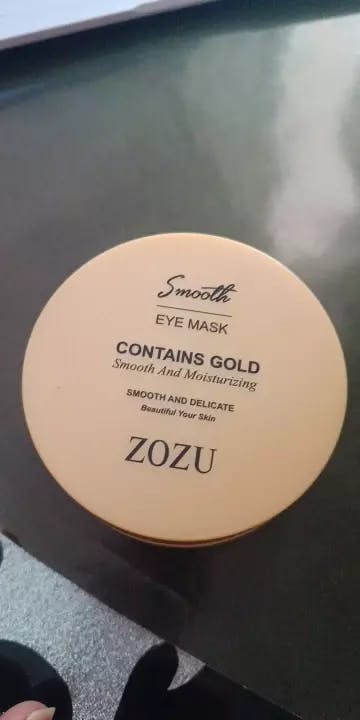 Smooth
EYE MASK
CONTAINS GOLD
Smooth And Moisturizing
SMOOTH AND DELICATE
Beautiful Your Skin
ZOZU